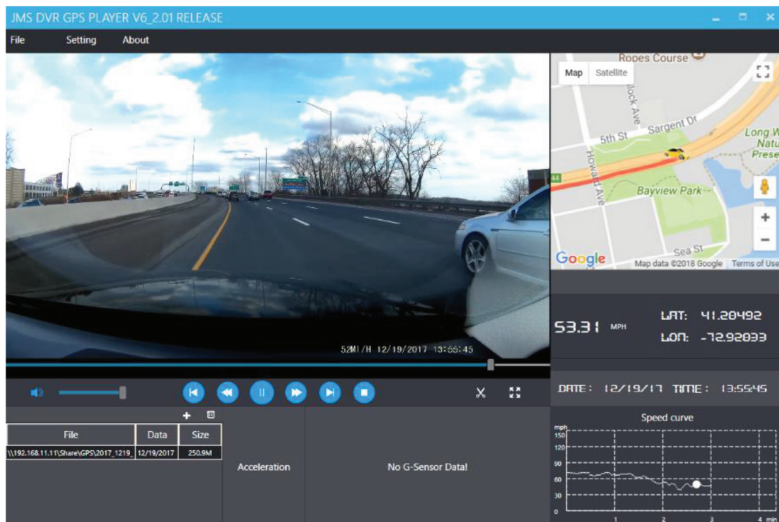 JMS DVR GPS PLAYER V6_2.01 RELEASE
File Setting About
Ropes Course
Map Satellite
5th St
Sargent Dr
Howard Ave
Bayview Park
Sea St
Google
Map data ©2018 Google Terms of Use
52MI/H 12/19/2017 13:55:45
53.31 MPH
LAT: 41.28492
LON: -72.92033
DATE: 12/19/17 TIME: 13:55:45
File Data Size
\\192.168.11.11\Share\GPS\2017_1219_ 12/19/2017 250.9M
Acceleration
No G-Sensor Data!
Speed curve
mph
150
120
90
60
30
0
1 2 3 4 min